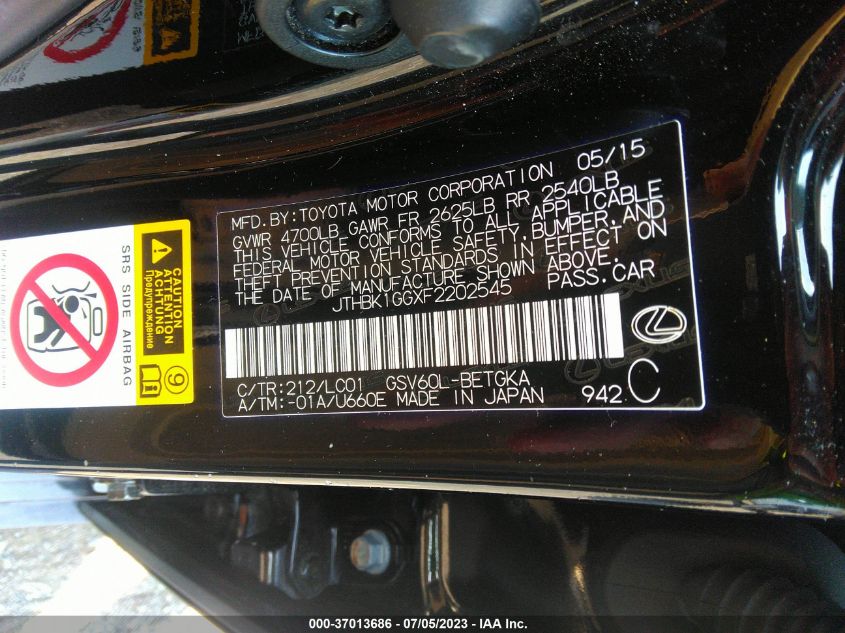 MFD.BY:TOYOTA MOTOR CORPORATION 05/15
GVWR 4700LB GAWR FR 2625LB RR 2540LB
THIS VEHICLE CONFORMS TO ALL APPLICABLE
FEDERAL MOTOR VEHICLE SAFETY,BUMPER,AND
THEFT PREVENTION STANDARDS IN EFFECT ON
THE DATE OF MANUFACTURE SHOWN ABOVE.
JTHBK1GGXF2202545 PASS.CAR
C/TR:212/LC01 GSV60L-BETGKA
A/TM:-01A/U660E MADE IN JAPAN 942 C
CAUTION
ATTENTION
ACHTUNG
Предупреждение
SRS SIDE AIRBAG
9
000-37013686 / 07/05/2023 / IAA Inc.